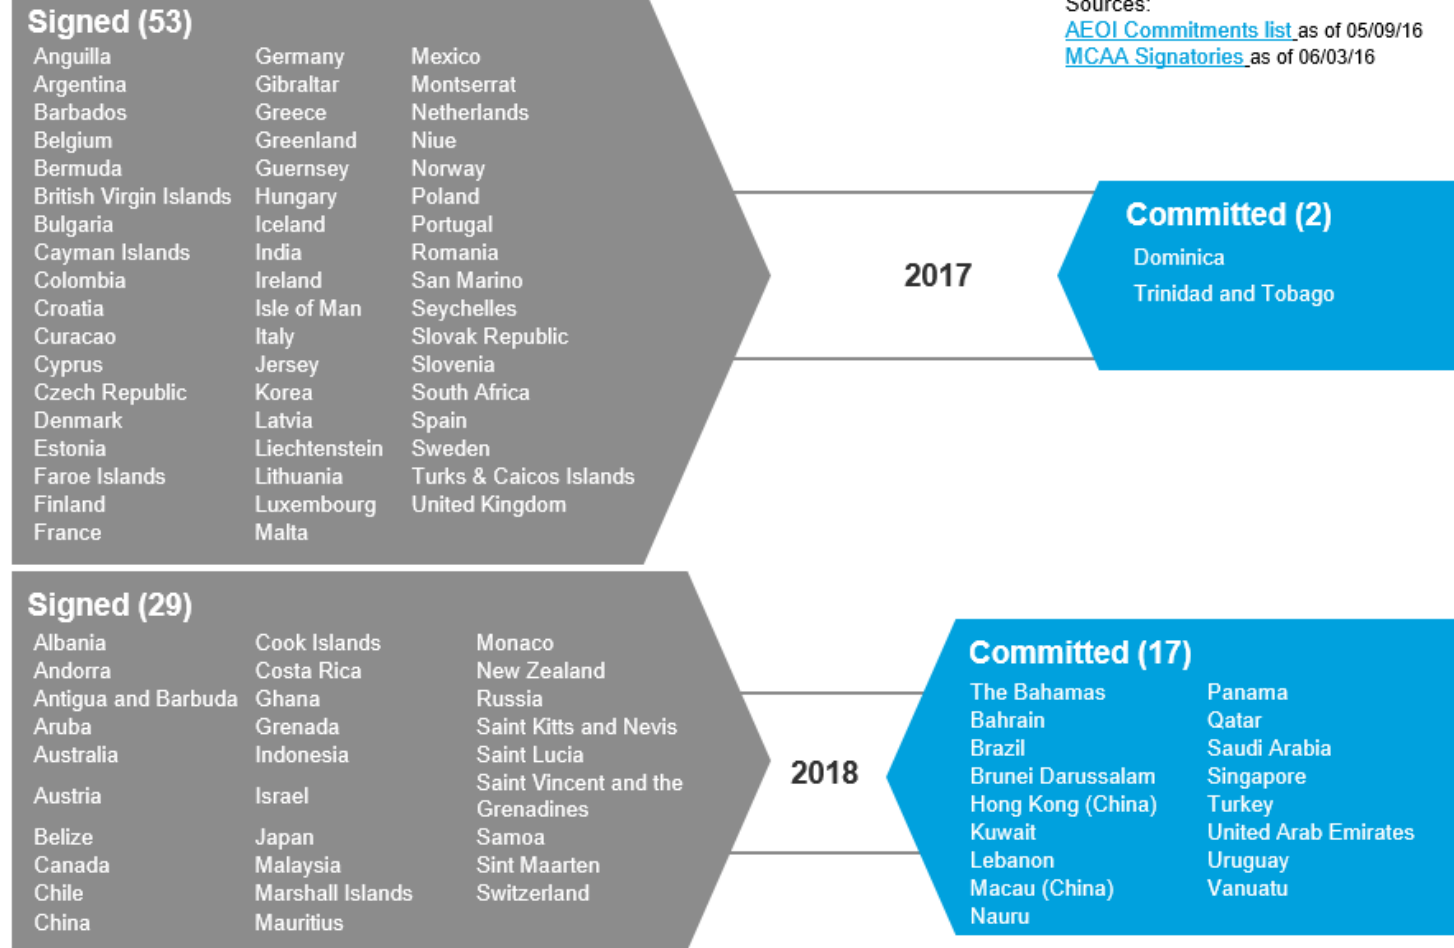 Sources:
AEOI Commitments list as of 05/09/16
MCAA Signatories as of 06/03/16
Signed (53)
Anguilla Germany Mexico
Argentina Gibraltar Montserrat
Barbados Greece Netherlands
Belgium Greenland Niue
Bermuda Guernsey Norway
British Virgin Islands Hungary Poland
Bulgaria Iceland Portugal
Cayman Islands India Romania
Colombia Ireland San Marino
Croatia Isle of Man Seychelles
Curacao Italy Slovak Republic
Cyprus Jersey Slovenia
Czech Republic Korea South Africa
Denmark Latvia Spain
Estonia Liechtenstein Sweden
Faroe Islands Lithuania Turks & Caicos Islands
Finland Luxembourg United Kingdom
France Malta
2017
Committed (2)
Dominica
Trinidad and Tobago
Signed (29)
Albania Cook Islands Monaco
Andorra Costa Rica New Zealand
Antigua and Barbuda Ghana Russia
Aruba Grenada Saint Kitts and Nevis
Australia Indonesia Saint Lucia
Austria Israel Saint Vincent and the
Grenadines
Belize Japan Samoa
Canada Malaysia Sint Maarten
Chile Marshall Islands Switzerland
China Mauritius
2018
Committed (17)
The Bahamas Panama
Bahrain Qatar
Brazil Saudi Arabia
Brunei Darussalam Singapore
Hong Kong (China) Turkey
Kuwait United Arab Emirates
Lebanon Uruguay
Macau (China) Vanuatu
Nauru